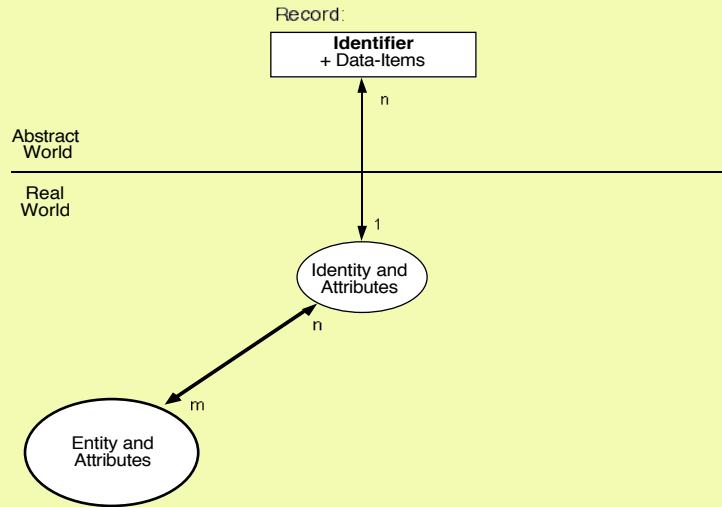 Record:
Identifier
+ Data-Items
n
Abstract
World
Real
World
1
Identity and
Attributes
n
m
Entity and
Attributes